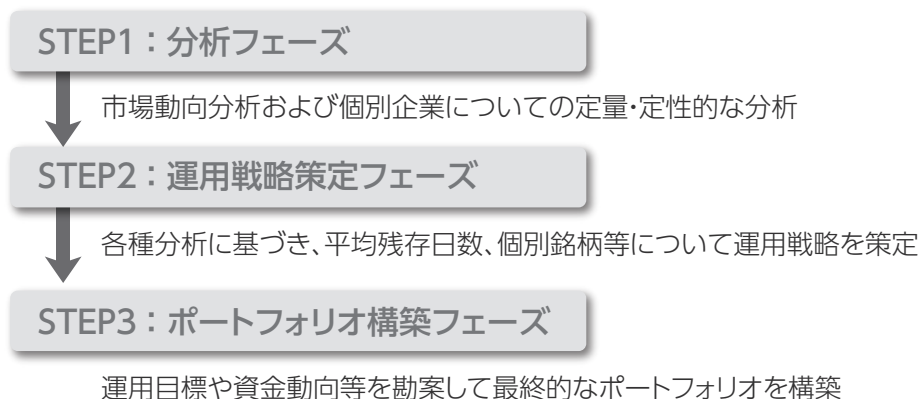 STEP1：分析フェーズ
市場動向分析および個別企業についての定量・定性的な分析
STEP2：運用戦略策定フェーズ
各種分析に基づき、平均残存日数、個別銘柄等について運用戦略を策定
STEP3：ポートフォリオ構築フェーズ
運用目標や資金動向等を勘案して最終的なポートフォリオを構築